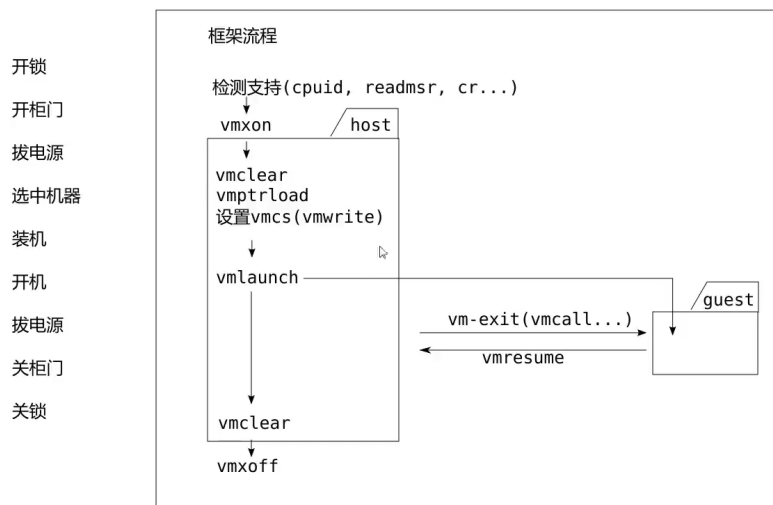 开锁
开柜门
拔电源
选中机器
装机
开机
拔电源
关柜门
关锁
框架流程
检测支持(cpuid, readmsr, cr...)
vmxon
host
vmclear
vmptrload
设置vmcs(vmwrite)
vmlaunch
guest
vm-exit(vmcall...)
vmresume
vmclear
vmxoff